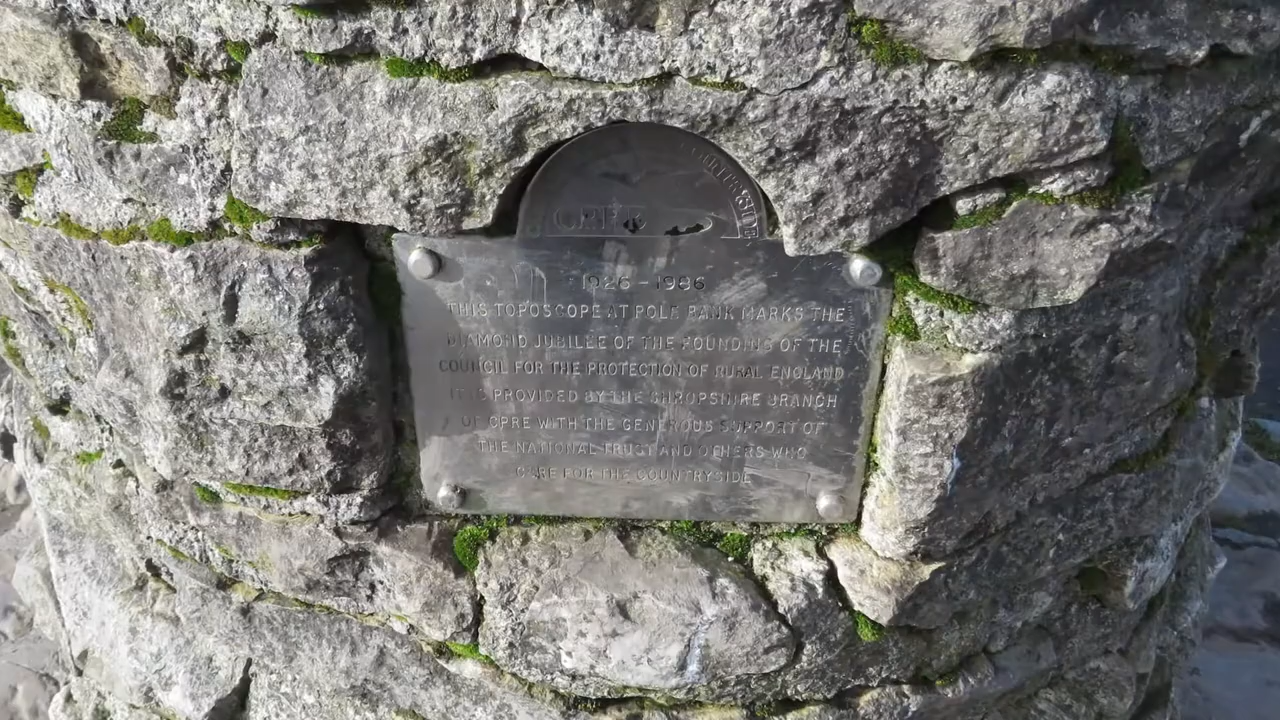 CPRE
1926 - 1986
THIS TOPOSCOPE AT POLE BANK MARKS THE
DIAMOND JUBILEE OF THE FOUNDING OF THE
COUNCIL FOR THE PROTECTION OF RURAL ENGLAND
IT IS PROVIDED BY THE SHROPSHIRE BRANCH
OF CPRE WITH THE GENEROUS SUPPORT OF
THE NATIONAL TRUST AND OTHERS WHO
CARE FOR THE COUNTRYSIDE